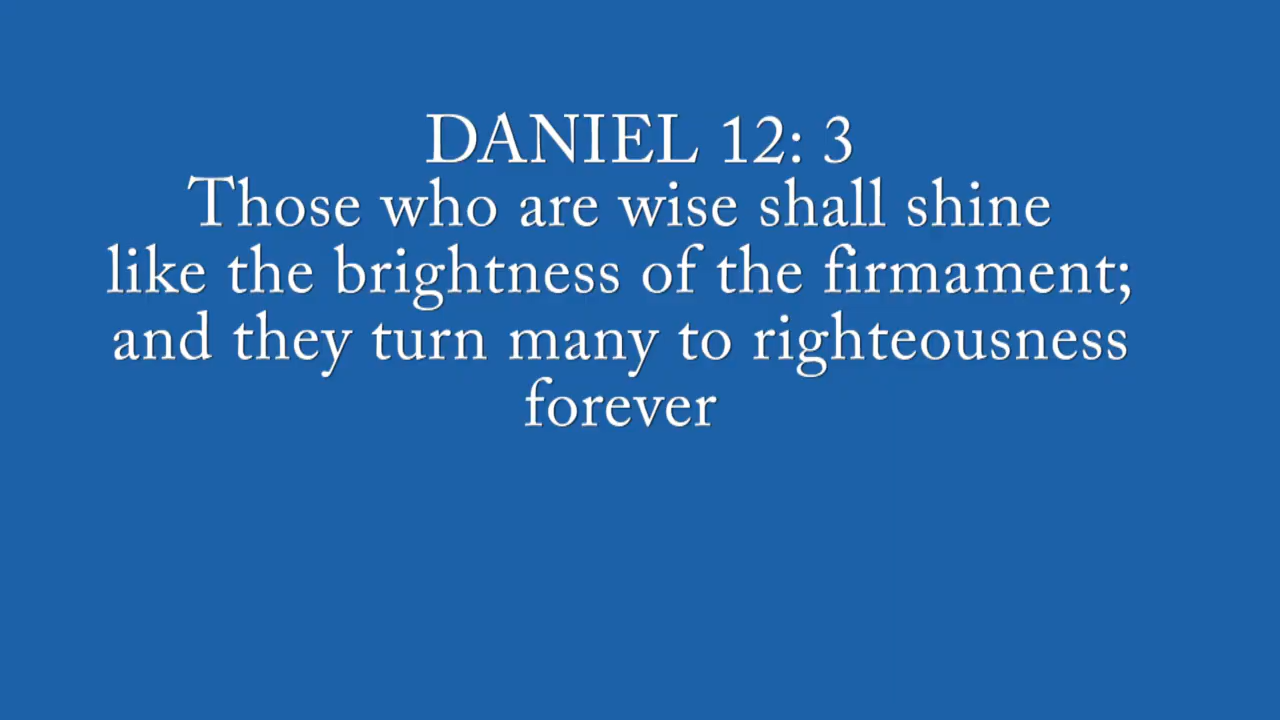 DANIEL 12: 3
Those who are wise shall shine
like the brightness of the firmament;
and they turn many to righteousness
forever